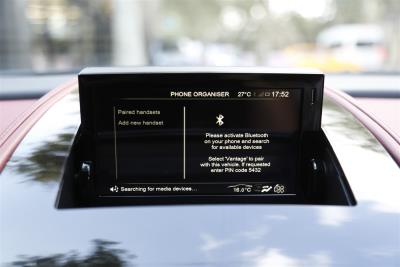 PHONE ORGANISER 27°C 17:52
Paired handsets
Add new handset
Please activate Bluetooth
on your phone and search
for available devices
Select 'Vantage' to pair
with this vehicle. If requested
enter PIN code 5432
Searching for media devices... 16.0°C